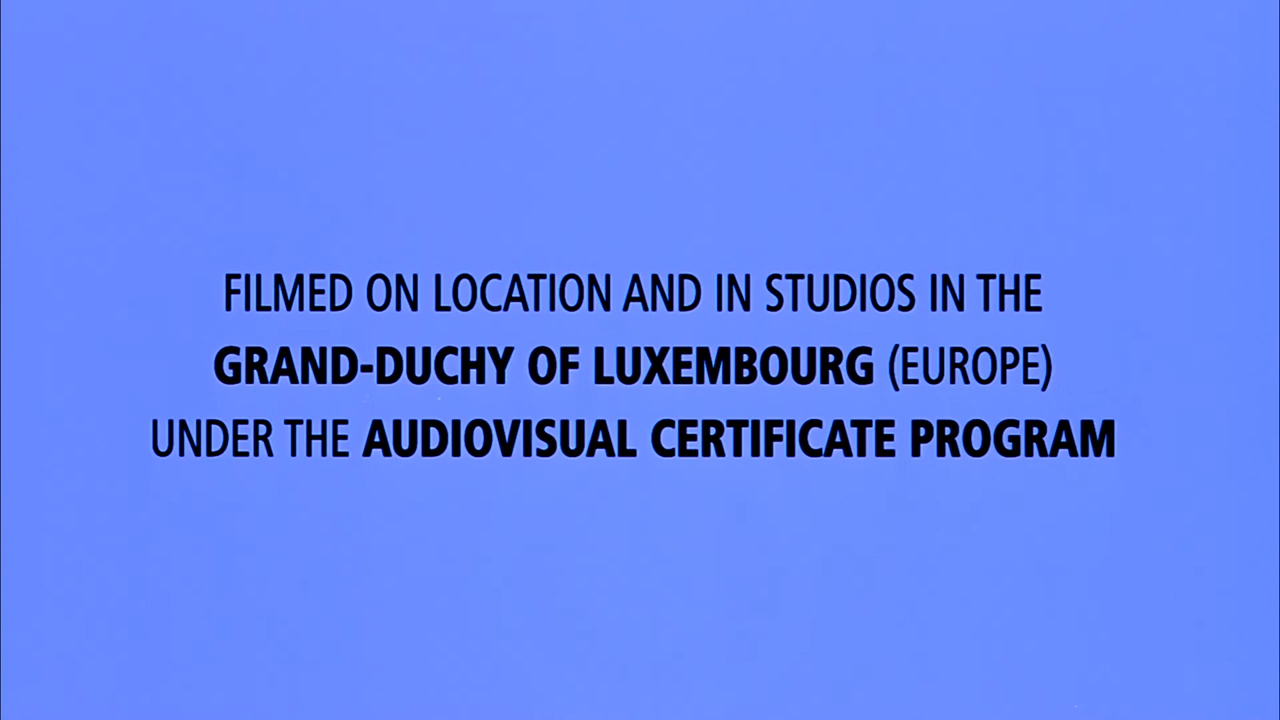 FILMED ON LOCATION AND IN STUDIOS IN THE
GRAND-DUCHY OF LUXEMBOURG (EUROPE)
UNDER THE AUDIOVISUAL CERTIFICATE PROGRAM